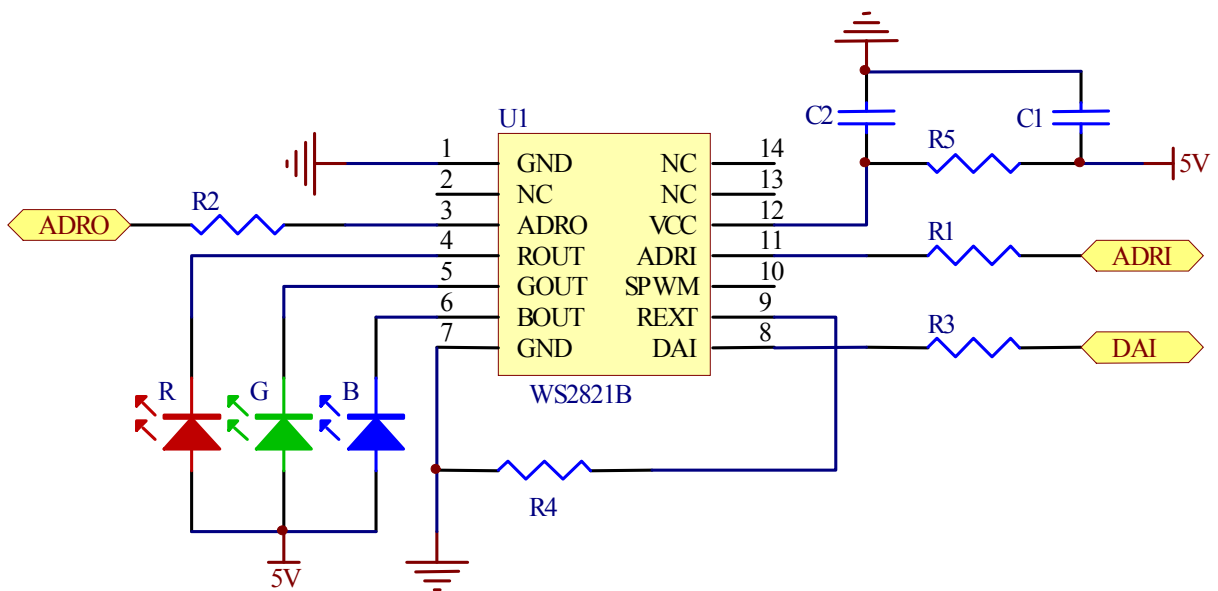 U1
C2
C1
R5
5V
1 GND NC 14
2 NC NC 13
R2
ADRO
3 ADRO VCC 12
4 ROUT ADRI 11
R1
ADRI
5 GOUT SPWM 10
6 BOUT REXT 9
7 GND DAI 8
R3
DAI
WS2821B
R G B
R4
5V